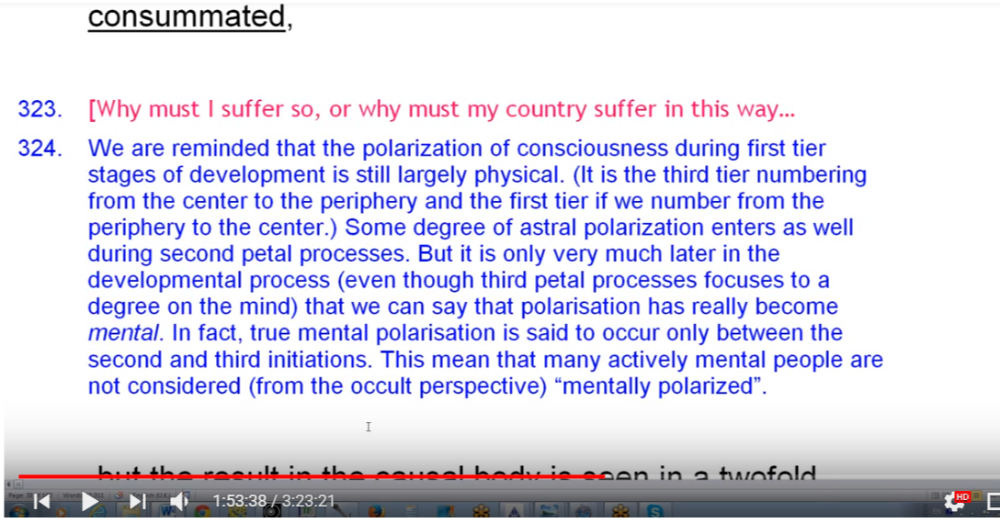 consummated,
323. [Why must I suffer so, or why must my country suffer in this way...
324. We are reminded that the polarization of consciousness during first tier
stages of development is still largely physical. (It is the third tier numbering
from the center to the periphery and the first tier if we number from the
periphery to the center.) Some degree of astral polarization enters as well
during second petal processes. But it is only very much later in the
developmental process (even though third petal processes focuses to a
degree on the mind) that we can say that polarisation has really become
mental. In fact, true mental polarisation is said to occur only between the
second and third initiations. This mean that many actively mental people are
not considered (from the occult perspective) “mentally polarized”.
but the result in the causal body is seen in a twofold
1:53:38 / 3:23:21
HD